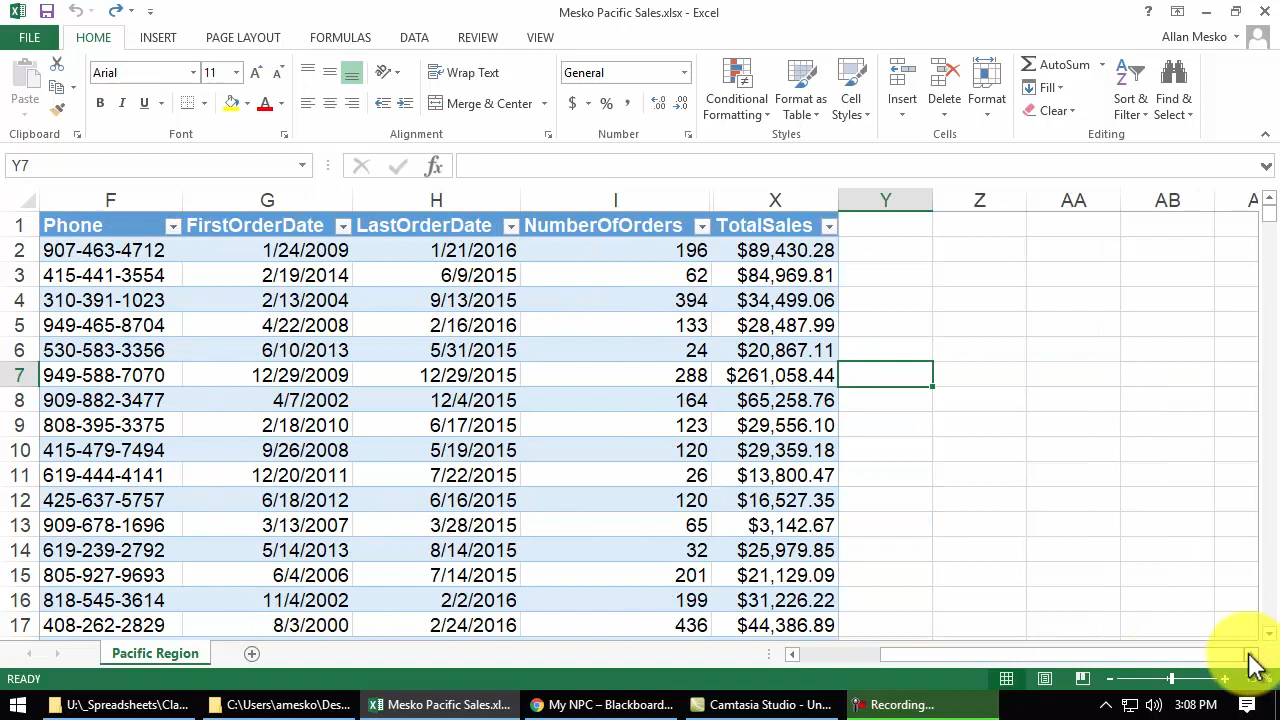 Mesko Pacific Sales.xlsx - Excel
FILE HOME INSERT PAGE LAYOUT FORMULAS DATA REVIEW VIEW Allan Mesko
Paste
Clipboard
Arial 11
B I U A
Font
Wrap Text
Merge & Center
Alignment
General
$ % ,
Number
Conditional Formatting
Format as Table
Cell Styles
Styles
Insert Delete Format
Cells
AutoSum
Fill
Clear
Sort & Filter
Find & Select
Editing
Y7 fx
F G H I X Y Z AA AB
1 Phone FirstOrderDate LastOrderDate NumberOfOrders TotalSales
2 907-463-4712 1/24/2009 1/21/2016 196 $89,430.28
3 415-441-3554 2/19/2014 6/9/2015 62 $84,969.81
4 310-391-1023 2/13/2004 9/13/2015 394 $34,499.06
5 949-465-8704 4/22/2008 2/16/2016 133 $28,487.99
6 530-583-3356 6/10/2013 5/31/2015 24 $20,867.11
7 949-588-7070 12/29/2009 12/29/2015 288 $261,058.44
8 909-882-3477 4/7/2002 12/4/2015 164 $65,258.76
9 808-395-3375 2/18/2010 6/17/2015 123 $29,556.10
10 415-479-7494 9/26/2008 5/19/2015 120 $29,359.18
11 619-444-4141 12/20/2011 7/22/2015 26 $13,800.47
12 425-637-5757 6/18/2012 6/16/2015 120 $16,527.35
13 909-678-1696 3/13/2007 3/28/2015 65 $3,142.67
14 619-239-2792 5/14/2013 8/14/2015 32 $25,979.85
15 805-927-9693 6/4/2006 7/14/2015 201 $21,129.09
16 818-545-3614 11/4/2002 2/2/2016 199 $31,226.22
17 408-262-2829 8/3/2000 2/24/2016 436 $44,386.89
Pacific Region
READY
U:\_Spreadsheets\Cla... C:\Users\amesko\Des... Mesko Pacific Sales.xl... My NPC – Blackboard... Camtasia Studio - Un... Recording... 3:08 PM